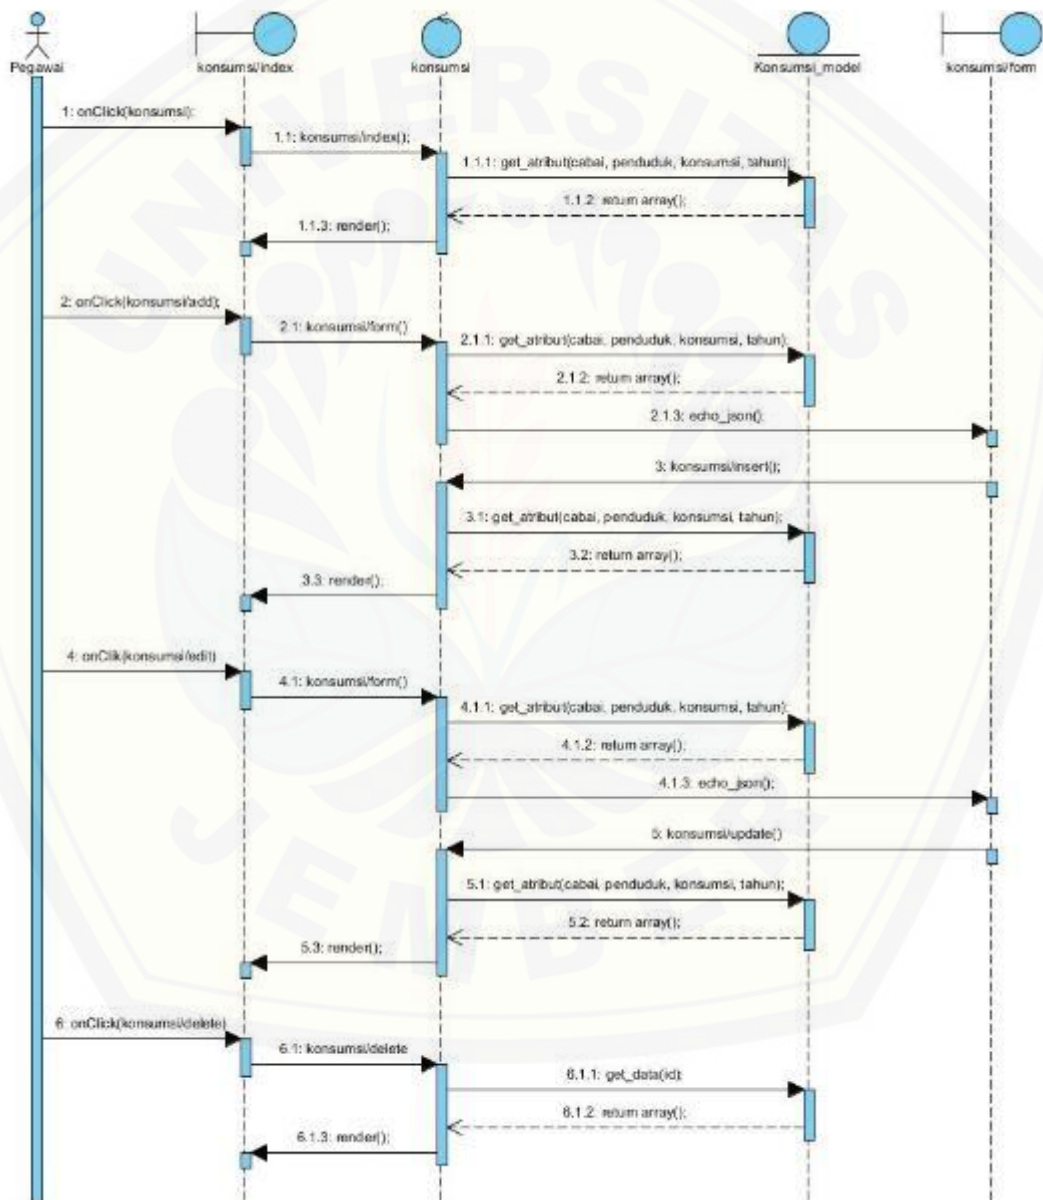 Pegawai
konsumsi/index
konsumsi
Konsumsi_model
konsumsi/form
1: onClick(konsumsi);
1.1: konsumsi/index();
1.1.1: get_atribut(cabai, penduduk, konsumsi, tahun);
1.1.2: return array();
1.1.3: render();
2: onClick(konsumsi/add);
2.1: konsumsi/form()
2.1.1: get_atribut(cabai, penduduk, konsumsi, tahun);
2.1.2: return array();
2.1.3: echo_json()
3: konsumsi/insert();
3.1: get_atribut(cabai, penduduk, konsumsi, tahun);
3.2: return array();
3.3: render();
4: onClik(konsumsi/edit)
4.1: konsumsi/form()
4.1.1: get_atribut(cabai, penduduk, konsumsi, tahun);
4.1.2: return array();
4.1.3: echo_json();
5: konsumsi/update()
5.1: get_atribut(cabai, penduduk, konsumsi, tahun);
5.2: return array();
5.3: render();
6: onClick(konsumsi/delete)
6.1: konsumsi/delete
6.1.1: get_data(id)
6.1.2: return array();
6.1.3: render();
UNIVERSITAS
JEMBER